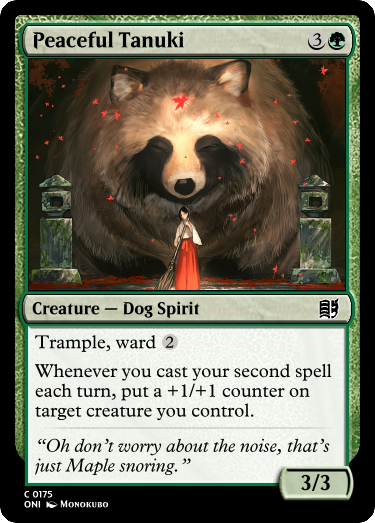 Peaceful Tanuki 3
Creature — Dog Spirit
Trample, ward 2
Whenever you cast your second spell
each turn, put a +1/+1 counter on
target creature you control.
“Oh don’t worry about the noise, that’s
just Maple snoring.”
3/3
C 0175
ONI Monokubo